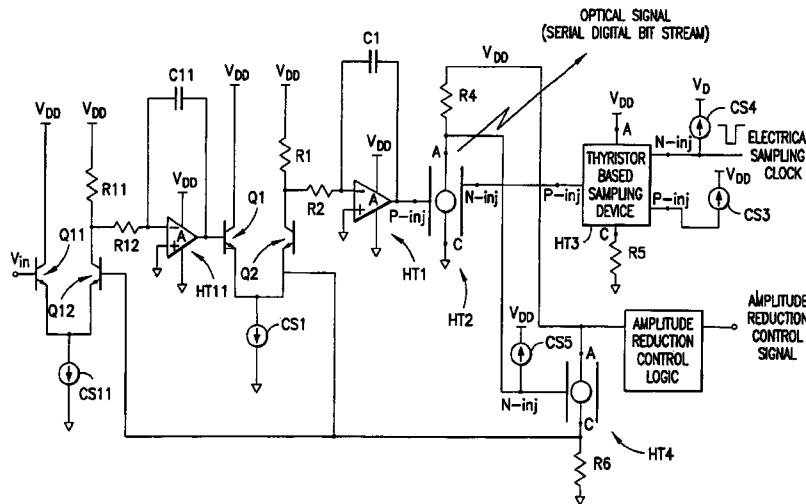 OPTICAL SIGNAL
(SERIAL DIGITAL BIT STREAM)
C1
VDD
VD
CS4
VDD
VDD
C11
VDD
R4
VDD
N-inj
ELECTRICAL
SAMPLING
CLOCK
VDD
VDD
R1
VDD
A
A
THYRISTOR
BASED
SAMPLING
DEVICE
P-inj
VDD
R11
VDD
Q1
R2
A
P-inj
N-inj
P-inj
CS3
R12
A
Q11
Q2
HT1
C
HT3
C
R5
Vin
Q12
HT11
HT2
CS1
VDD
CS5
A
AMPLITUDE
REDUCTION
CONTROL
LOGIC
AMPLITUDE
REDUCTION
CONTROL
SIGNAL
CS11
N-inj
C
HT4
R6